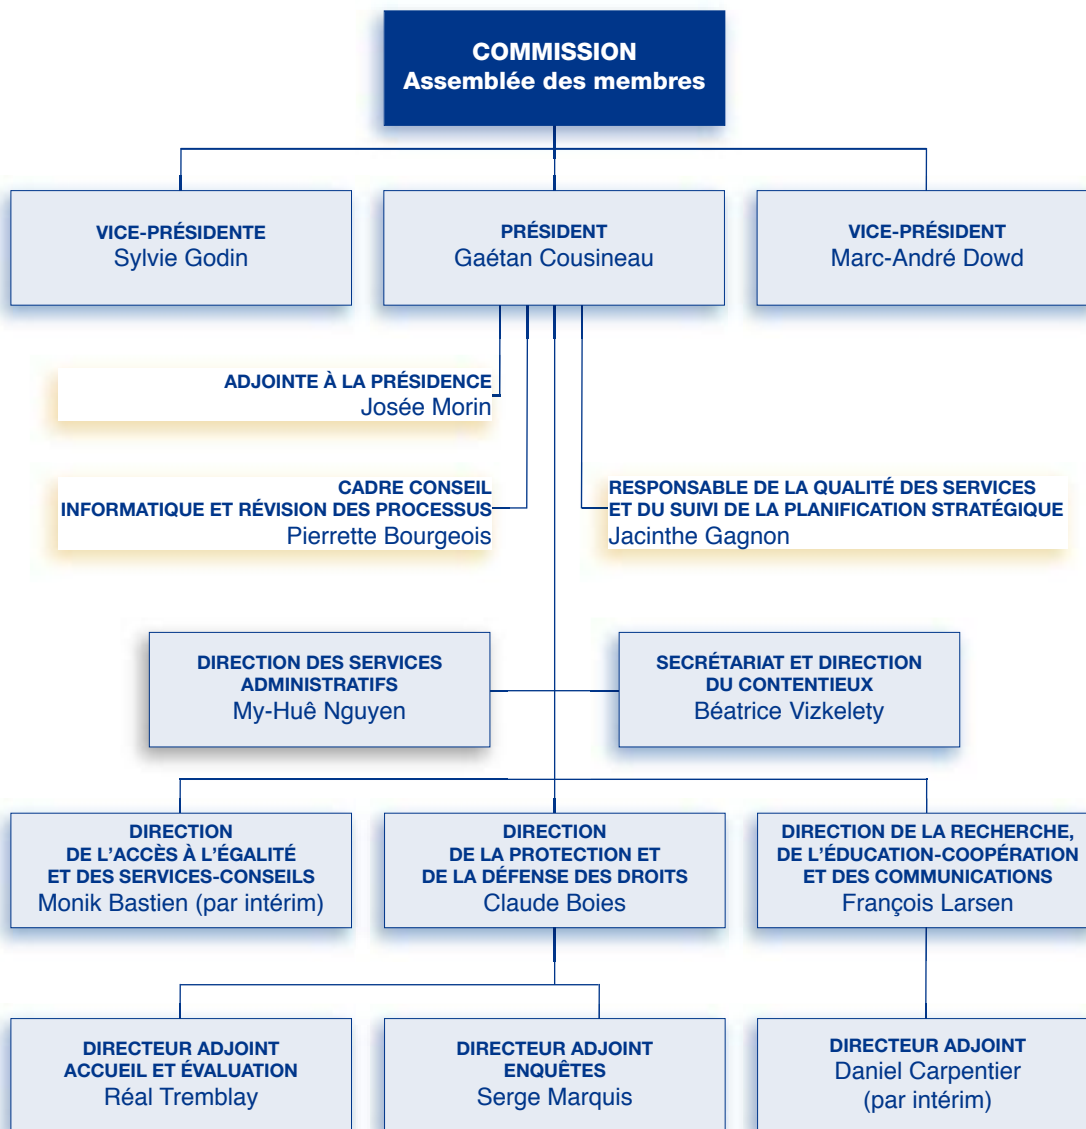 COMMISSION
Assemblée des membres
VICE-PRÉSIDENTE
Sylvie Godin
PRÉSIDENT
Gaétan Cousineau
VICE-PRÉSIDENT
Marc-André Dowd
ADJOINTE À LA PRÉSIDENCE
Josée Morin
CADRE CONSEIL
INFORMATIQUE ET RÉVISION DES PROCESSUS
Pierrette Bourgeois
RESPONSABLE DE LA QUALITÉ DES SERVICES
ET DU SUIVI DE LA PLANIFICATION STRATÉGIQUE
Jacinthe Gagnon
DIRECTION DES SERVICES
ADMINISTRATIFS
My-Huê Nguyen
SECRÉTARIAT ET DIRECTION
DU CONTENTIEUX
Béatrice Vizkelety
DIRECTION
DE L'ACCÈS À L'ÉGALITÉ
ET DES SERVICES-CONSEILS
Monik Bastien (par intérim)
DIRECTION
DE LA PROTECTION ET
DE LA DÉFENSE DES DROITS
Claude Boies
DIRECTION DE LA RECHERCHE,
DE L'ÉDUCATION-COOPÉRATION
ET DES COMMUNICATIONS
François Larsen
DIRECTEUR ADJOINT
ACCUEIL ET ÉVALUATION
Réal Tremblay
DIRECTEUR ADJOINT
ENQUÊTES
Serge Marquis
DIRECTEUR ADJOINT
Daniel Carpentier
(par intérim)